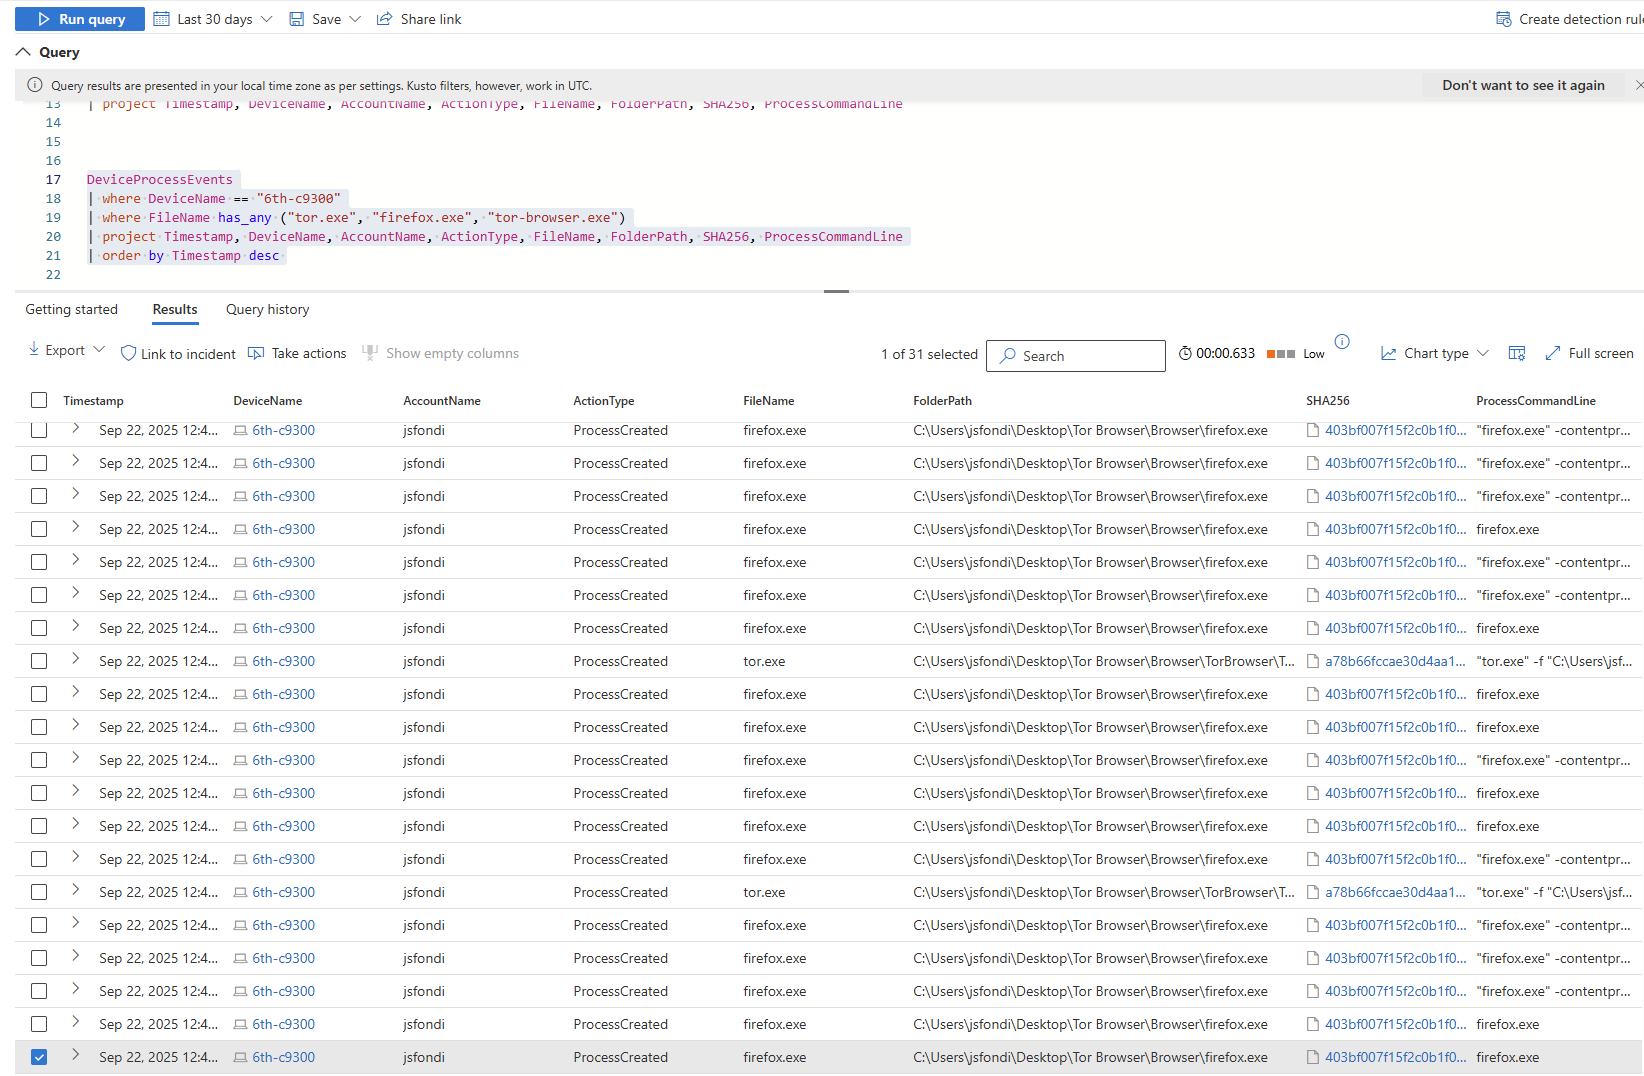 Run query Last 30 days Save Share link Create detection rul
Query
Query results are presented in your local time zone as per settings. Kusto filters, however, work in UTC. Don't want to see it again
13 | project Timestamp, DeviceName, AccountName, ActionType, FileName, FolderPath, SHA256, ProcessCommandLine
14
15
16
17 DeviceProcessEvents
18 | where DeviceName == "6th-c9300"
19 | where FileName has_any ("tor.exe", "firefox.exe", "tor-browser.exe")
20 | project Timestamp, DeviceName, AccountName, ActionType, FileName, FolderPath, SHA256, ProcessCommandLine
21 | order by Timestamp desc
22
Getting started Results Query history
Export Link to incident Take actions Show empty columns 1 of 31 selected Search 00:00.633 Low Chart type Full screen
Timestamp DeviceName AccountName ActionType FileName FolderPath SHA256 ProcessCommandLine
Sep 22, 2025 12:4... 6th-c9300 jsfondi ProcessCreated firefox.exe C:\Users\jsfondi\Desktop\Tor Browser\Browser\firefox.exe 403bf007f15f2c0b1f0... "firefox.exe" -contentpr...
Sep 22, 2025 12:4... 6th-c9300 jsfondi ProcessCreated firefox.exe C:\Users\jsfondi\Desktop\Tor Browser\Browser\firefox.exe 403bf007f15f2c0b1f0... "firefox.exe" -contentpr...
Sep 22, 2025 12:4... 6th-c9300 jsfondi ProcessCreated firefox.exe C:\Users\jsfondi\Desktop\Tor Browser\Browser\firefox.exe 403bf007f15f2c0b1f0... "firefox.exe" -contentpr...
Sep 22, 2025 12:4... 6th-c9300 jsfondi ProcessCreated firefox.exe C:\Users\jsfondi\Desktop\Tor Browser\Browser\firefox.exe 403bf007f15f2c0b1f0... firefox.exe
Sep 22, 2025 12:4... 6th-c9300 jsfondi ProcessCreated firefox.exe C:\Users\jsfondi\Desktop\Tor Browser\Browser\firefox.exe 403bf007f15f2c0b1f0... "firefox.exe" -contentpr...
Sep 22, 2025 12:4... 6th-c9300 jsfondi ProcessCreated firefox.exe C:\Users\jsfondi\Desktop\Tor Browser\Browser\firefox.exe 403bf007f15f2c0b1f0... "firefox.exe" -contentpr...
Sep 22, 2025 12:4... 6th-c9300 jsfondi ProcessCreated firefox.exe C:\Users\jsfondi\Desktop\Tor Browser\Browser\firefox.exe 403bf007f15f2c0b1f0... firefox.exe
Sep 22, 2025 12:4... 6th-c9300 jsfondi ProcessCreated tor.exe C:\Users\jsfondi\Desktop\Tor Browser\Browser\TorBrowser\T... a78b66fccae30d4aa1... "tor.exe" -f "C:\Users\jsf...
Sep 22, 2025 12:4... 6th-c9300 jsfondi ProcessCreated firefox.exe C:\Users\jsfondi\Desktop\Tor Browser\Browser\firefox.exe 403bf007f15f2c0b1f0... firefox.exe
Sep 22, 2025 12:4... 6th-c9300 jsfondi ProcessCreated firefox.exe C:\Users\jsfondi\Desktop\Tor Browser\Browser\firefox.exe 403bf007f15f2c0b1f0... firefox.exe
Sep 22, 2025 12:4... 6th-c9300 jsfondi ProcessCreated firefox.exe C:\Users\jsfondi\Desktop\Tor Browser\Browser\firefox.exe 403bf007f15f2c0b1f0... "firefox.exe" -contentpr...
Sep 22, 2025 12:4... 6th-c9300 jsfondi ProcessCreated firefox.exe C:\Users\jsfondi\Desktop\Tor Browser\Browser\firefox.exe 403bf007f15f2c0b1f0... firefox.exe
Sep 22, 2025 12:4... 6th-c9300 jsfondi ProcessCreated firefox.exe C:\Users\jsfondi\Desktop\Tor Browser\Browser\firefox.exe 403bf007f15f2c0b1f0... firefox.exe
Sep 22, 2025 12:4... 6th-c9300 jsfondi ProcessCreated firefox.exe C:\Users\jsfondi\Desktop\Tor Browser\Browser\firefox.exe 403bf007f15f2c0b1f0... "firefox.exe" -contentpr...
Sep 22, 2025 12:4... 6th-c9300 jsfondi ProcessCreated tor.exe C:\Users\jsfondi\Desktop\Tor Browser\Browser\TorBrowser\T... a78b66fccae30d4aa1... "tor.exe" -f "C:\Users\jsf...
Sep 22, 2025 12:4... 6th-c9300 jsfondi ProcessCreated firefox.exe C:\Users\jsfondi\Desktop\Tor Browser\Browser\firefox.exe 403bf007f15f2c0b1f0... "firefox.exe" -contentpr...
Sep 22, 2025 12:4... 6th-c9300 jsfondi ProcessCreated firefox.exe C:\Users\jsfondi\Desktop\Tor Browser\Browser\firefox.exe 403bf007f15f2c0b1f0... "firefox.exe" -contentpr...
Sep 22, 2025 12:4... 6th-c9300 jsfondi ProcessCreated firefox.exe C:\Users\jsfondi\Desktop\Tor Browser\Browser\firefox.exe 403bf007f15f2c0b1f0... "firefox.exe" -contentpr...
Sep 22, 2025 12:4... 6th-c9300 jsfondi ProcessCreated firefox.exe C:\Users\jsfondi\Desktop\Tor Browser\Browser\firefox.exe 403bf007f15f2c0b1f0... firefox.exe
Sep 22, 2025 12:4... 6th-c9300 jsfondi ProcessCreated firefox.exe C:\Users\jsfondi\Desktop\Tor Browser\Browser\firefox.exe 403bf007f15f2c0b1f0... firefox.exe